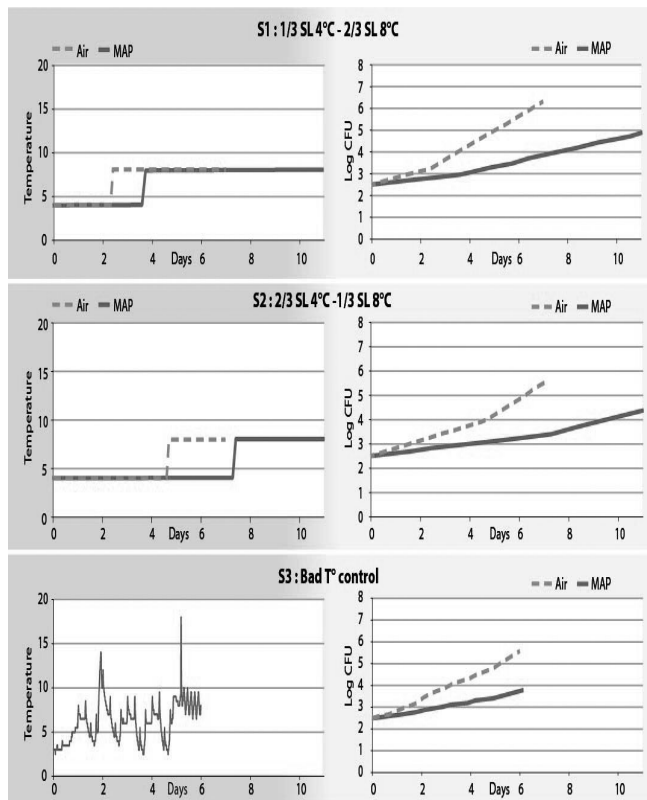 S1 : 1/3 SL 4°C - 2/3 SL 8°C
Air MAP
Temperature
20
15
10
5
0
0 2 4 Days 6 8 10
Air MAP
Log CFU
8
7
6
5
4
3
2
1
0
0 2 4 Days 6 8 10
S2 : 2/3 SL 4°C -1/3 SL 8°C
Air MAP
Temperature
20
15
10
5
0
0 2 4 Days 6 8 10
Air MAP
Log CFU
8
7
6
5
4
3
2
1
0
0 2 4 Days 6 8 10
S3 : Bad T° control
Temperature
20
15
10
5
0
0 2 4 Days 6 8 10
Air MAP
Log CFU
8
7
6
5
4
3
2
1
0
0 2 4 Days 6 8 10